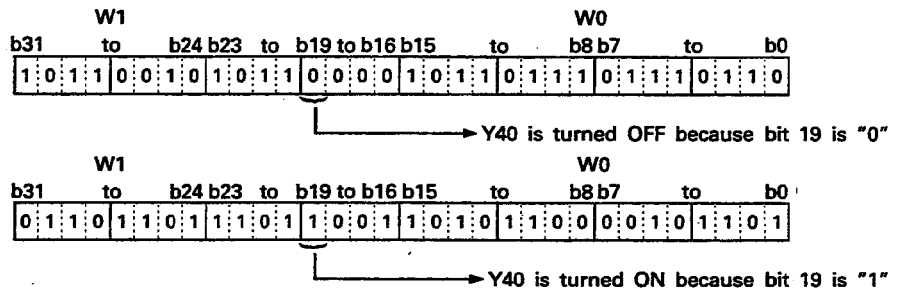 W1 W0
b31 to b24 b23 to b19 to b16 b15 to b8 b7 to b0
1 0 1 1 0 0 1 0 1 0 1 1 0 0 0 0 1 0 1 1 0 1 1 1 0 1 1 1 0 1 1 0
Y40 is turned OFF because bit 19 is "0"
W1 W0
b31 to b24 b23 to b19 to b16 b15 to b8 b7 to b0
0 1 1 0 1 1 0 1 1 1 0 1 1 0 0 1 1 0 1 0 1 1 0 0 0 0 1 0 1 1 0 1
Y40 is turned ON because bit 19 is "1"